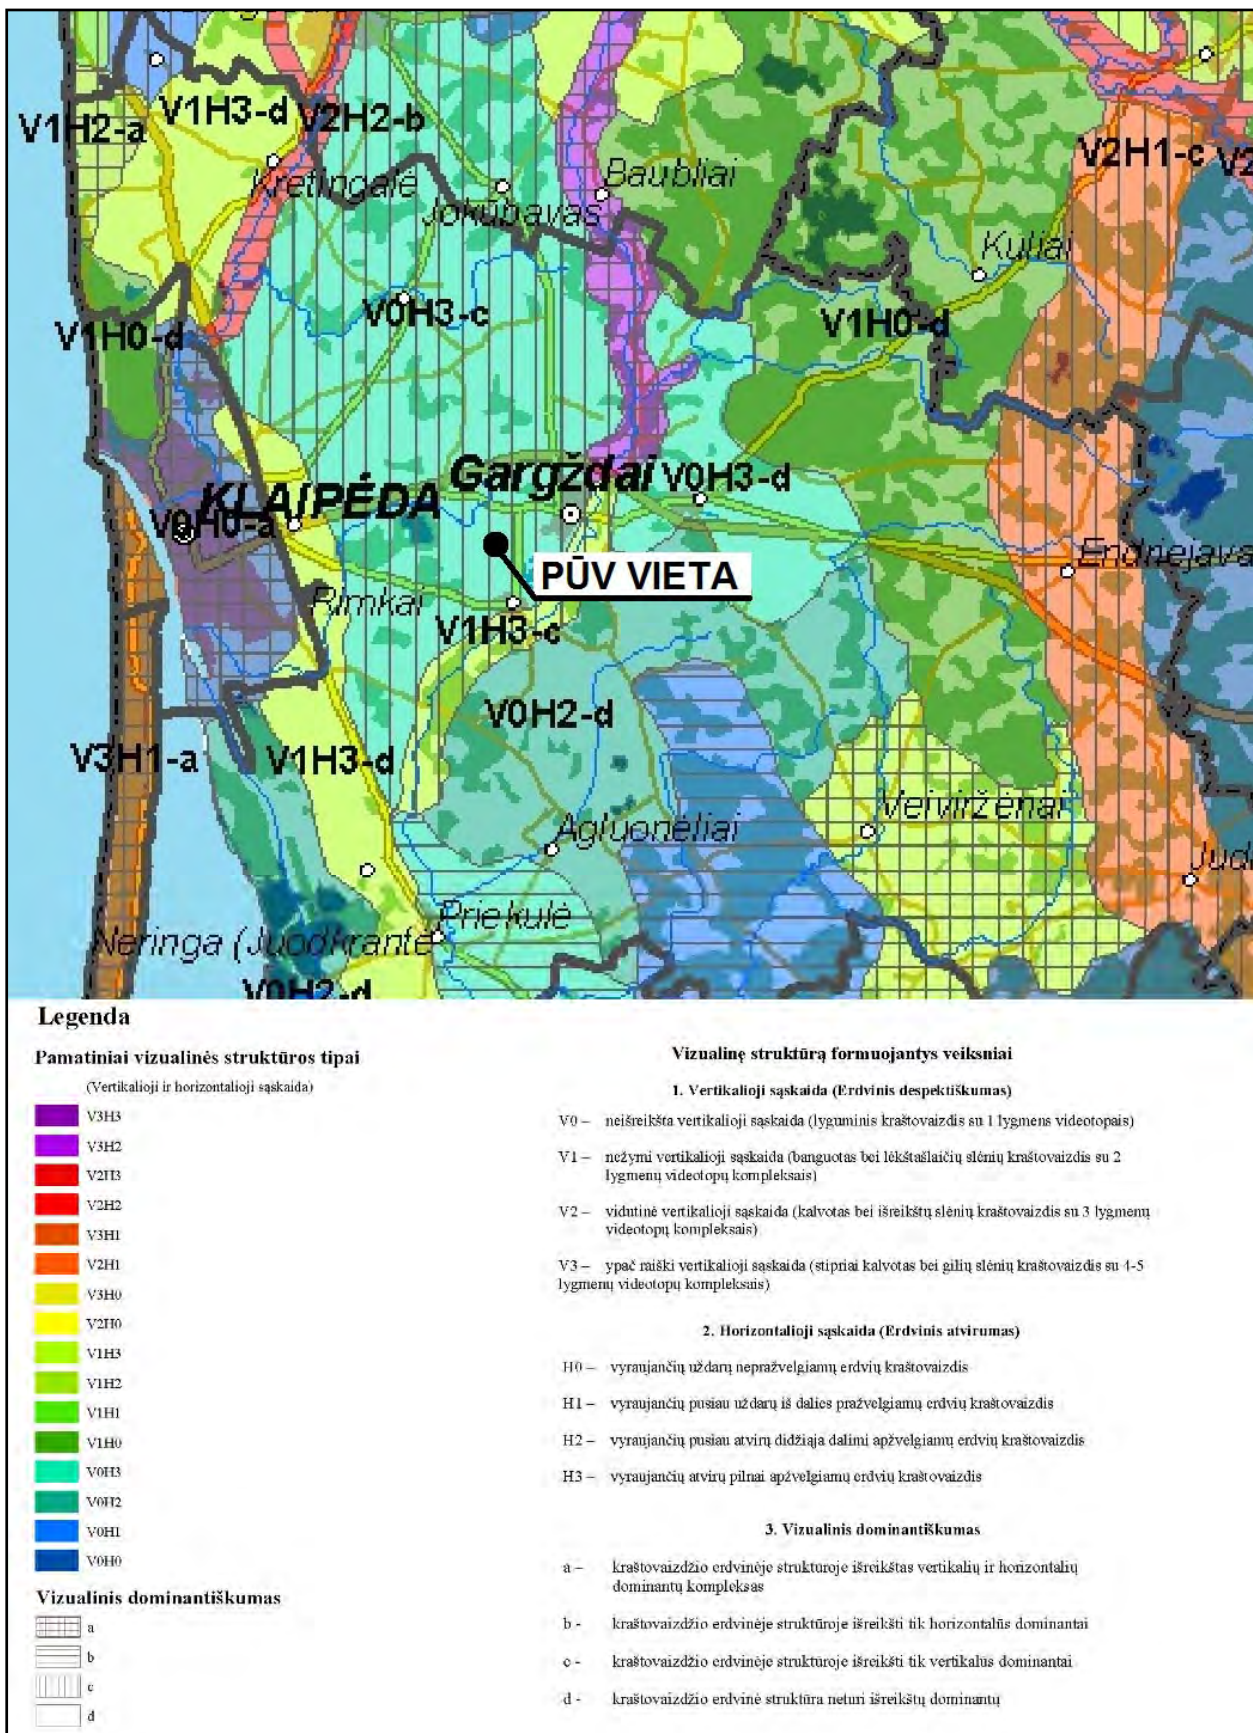 V1H2-a
V1H3-d
V2H2-b
V2H1-c
V2
Kretingalė
Jokūbavas
Baubliai
Kuliai
V1H0-d
V0H3-c
V1H0-d
Gargždai
V0H3-d
KLAIPĖDA
V0H0-a
PŪV VIETA
Endriejava
Rimkai
V1H3-c
V0H2-d
V3H1-a
V1H3-d
Agluonėliai
Veiviržėnai
Jud
Priekulė
Neringa (Juodkrantė
V0H2-d
Legenda
Pamatiniai vizualinės struktūros tipai
(Vertikalioji ir horizontalioji sąskaida)
V3H3
V3H2
V2H3
V2H2
V3H1
V2H1
V3H0
V2H0
V1H3
V1H2
V1H1
V1H0
V0H3
V0H2
V0H1
V0H0
Vizualinis dominantiškumas
a
b
c
d
Vizualinę struktūrą formuojantys veiksniai
1. Vertikalioji sąskaida (Erdvinis despektiškumas)
V0 – neišreikšta vertikalioji sąskaida (lyguminis kraštovaizdis su 1 lygmens videotopais)
V1 – nežymi vertikalioji sąskaida (banguotas bei lėkštašlaičių slėnių kraštovaizdis su 2
lygmenų videotopų kompleksais)
V2 – vidutinė vertikalioji sąskaida (kalvotas bei išreikštų slėnių kraštovaizdis su 3 lygmenų
videotopų kompleksais)
V3 – ypač raiški vertikalioji sąskaida (stipriai kalvotas bei gilių slėnių kraštovaizdis su 4-5
lygmenų videotopų kompleksais)
2. Horizontalioji sąskaida (Erdvinis atvirumas)
H0 – vyraujančių uždarų nepražvelgiamų erdvių kraštovaizdis
H1 – vyraujančių pusiau uždarų iš dalies pražvelgiamų erdvių kraštovaizdis
H2 – vyraujančių pusiau atvirų didžiąja dalimi apžvelgiamų erdvių kraštovaizdis
H3 – vyraujančių atvirų pilnai apžvelgiamų erdvių kraštovaizdis
3. Vizualinis dominantiškumas
a – kraštovaizdžio erdvinėje struktūroje išreikštas vertikalių ir horizontalių
dominantų kompleksas
b - kraštovaizdžio erdvinėje struktūroje išreikšti tik horizontalūs dominantai
c - kraštovaizdžio erdvinėje struktūroje išreikšti tik vertikalūs dominantai
d - kraštovaizdžio erdvinė struktūra neturi išreikštų dominantų